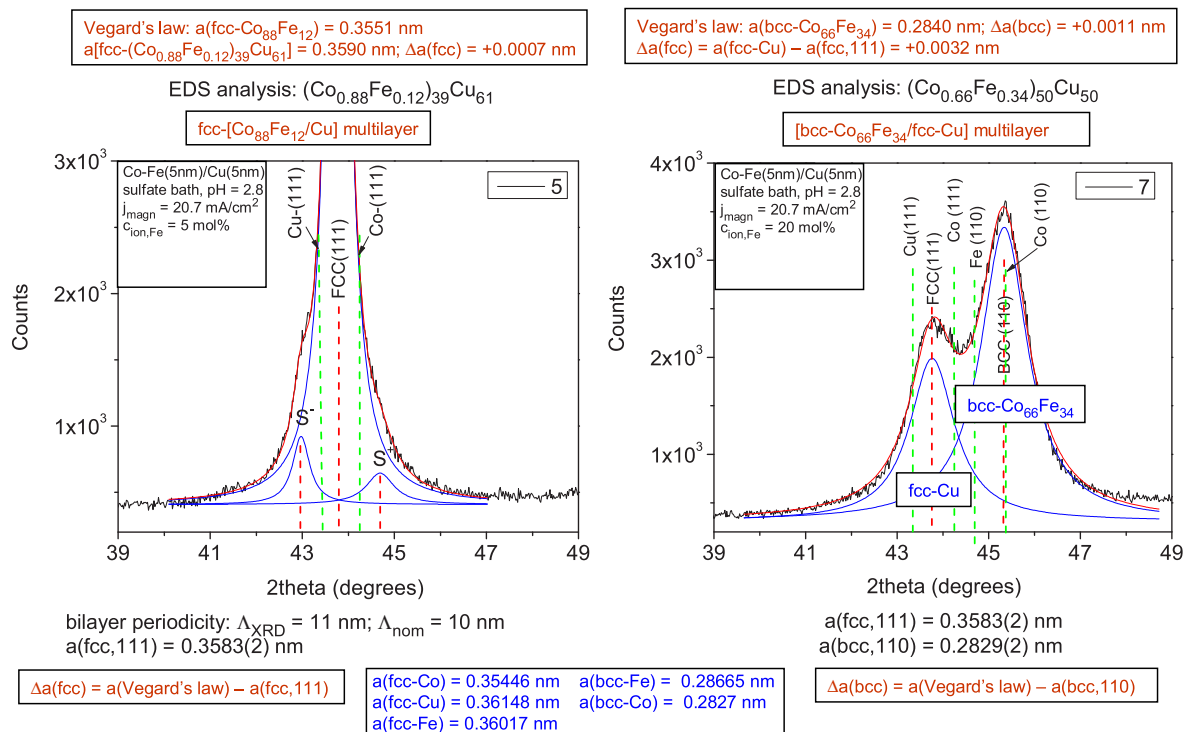 Vegard's law: a(fcc-Co88Fe12) = 0.3551
a[fcc-(Co0.88Fe0.12)39Cu61] = 0.3590 nm; Δa(fcc) = +0.0007 nm
EDS analysis: (Co0.88Fe0.12)39Cu61
fcc-[Co88Fe12/Cu] multilayer
3x10³
2x10³
1x10³
Counts
Co-Fe(5nm)/Cu(5nm)
sulfate bath, pH = 2.8
jmagn = 20.7 mA/cm²
cion,Fe = 5 mol%
5
Cu-(111)
FCC(111)
Co-(111)
S⁻
S⁺
39 41 43 45 47 49
2theta (degrees)
bilayer periodicity: ΛXRD = 11 nm; Λnom = 10 nm
a(fcc,111) = 0.3583(2) nm
Δa(fcc) = a(Vegard's law) – a(fcc,111)
Vegard's law: a(bcc-Co66Fe34) = 0.2840 nm; Δa(bcc) = +0.0011 nm
Δa(fcc) = a(fcc-Cu) – a(fcc,111) = +0.0032 nm
EDS analysis: (Co0.66Fe0.34)50Cu50
[bcc-Co66Fe34/fcc-Cu] multilayer
4x10³
3x10³
2x10³
1x10³
Counts
Co-Fe(5nm)/Cu(5nm)
sulfate bath, pH = 2.8
jmagn = 20.7 mA/cm²
cion,Fe = 20 mol%
7
Cu(111)
FCC(111)
Co (111)
Fe (110)
BCC (110)
Co (110)
bcc-Co66Fe34
fcc-Cu
39 41 43 45 47 49
2theta (degrees)
a(fcc,111) = 0.3583(2) nm
a(bcc,110) = 0.2829(2) nm
Δa(bcc) = a(Vegard's law) – a(bcc,110)
a(fcc-Co) = 0.35446 nm a(bcc-Fe) = 0.28665 nm
a(fcc-Cu) = 0.36148 nm a(bcc-Co) = 0.2827 nm
a(fcc-Fe) = 0.36017 nm